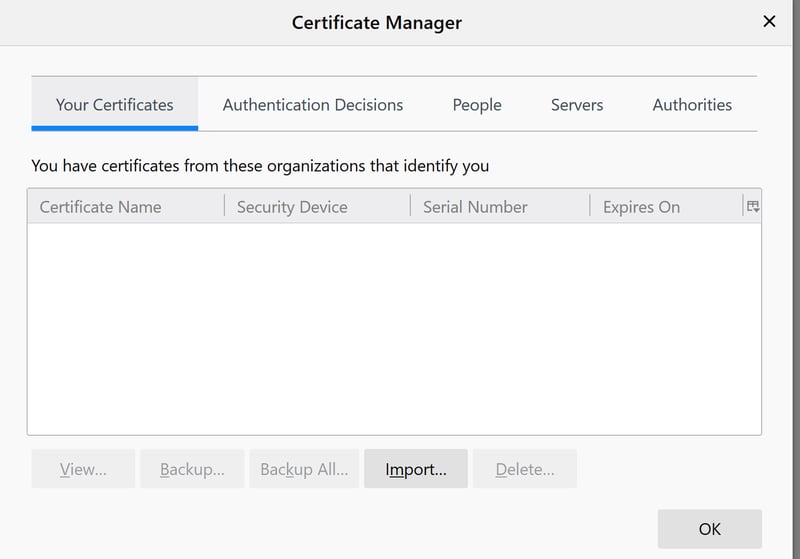 Certificate Manager
Your Certificates Authentication Decisions People Servers Authorities
You have certificates from these organizations that identify you
Certificate Name Security Device Serial Number Expires On
View... Backup... Backup All... Import... Delete...
OK